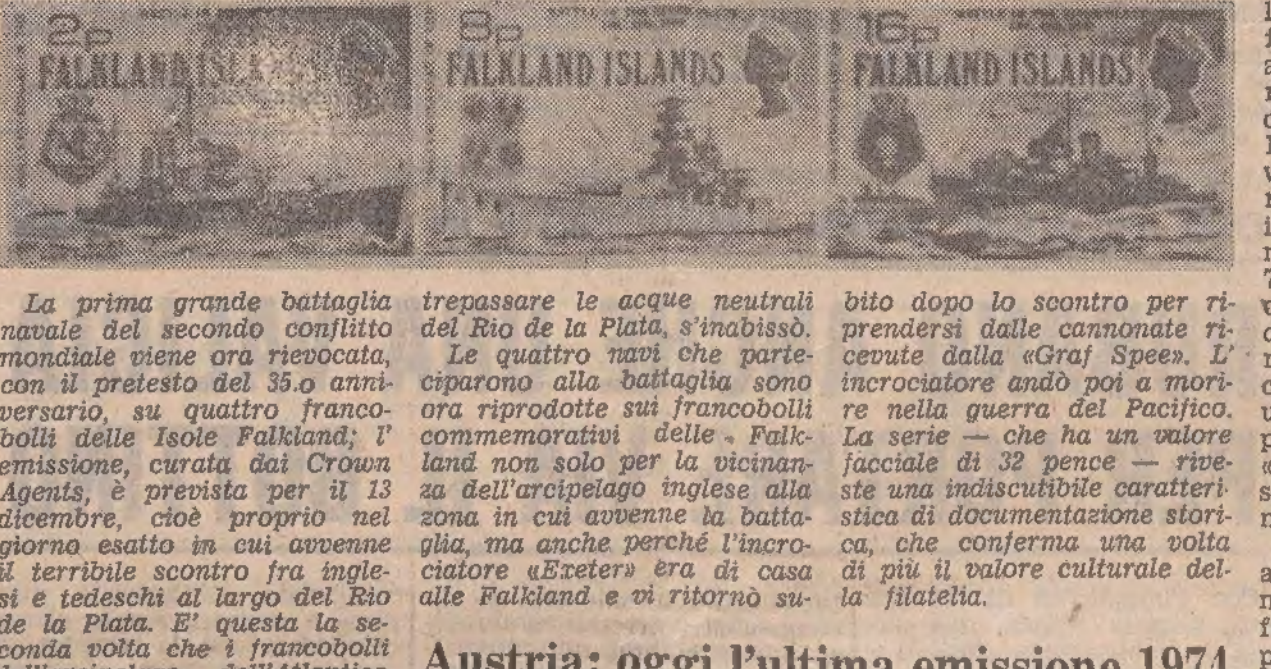 2p
FALKLAND ISLA
8p
FALKLAND ISLANDS
16p
FALKLAND ISLANDS
La prima grande battaglia
navale del secondo conflitto
mondiale viene ora rievocata,
con il pretesto del 35.o anni-
versario, su quattro franco-
bolli delle Isole Falkland; l'
emissione, curata dai Crown
Agents, è prevista per il 13
dicembre, cioè proprio nel
giorno esatto in cui avvenne
il terribile scontro fra ingle-
si e tedeschi al largo del Rio
de la Plata. E' questa la se-
conda volta che i francobolli
trepassare le acque neutrali
del Rio de la Plata, s'inabissò.
Le quattro navi che parte-
ciparono alla battaglia sono
ora riprodotte sui francobolli
commemorativi delle Falk-
land non solo per la vicinan-
za dell'arcipelago inglese alla
zona in cui avvenne la batta-
glia, ma anche perché l'incro-
ciatore «Exeter» era di casa
alle Falkland e vi ritornò su-
bito dopo lo scontro per ri-
prendersi dalle cannonate ri-
cevute dalla «Graf Spee». L'
incrociatore andò poi a mori-
re nella guerra del Pacifico.
La serie — che ha un valore
facciale di 32 pence — rive-
ste una indiscutibile caratteri-
stica di documentazione stori-
ca, che conferma una volta
di più il valore culturale del-
la filatelia.
Austria: oggi l'ultima emissione 1974